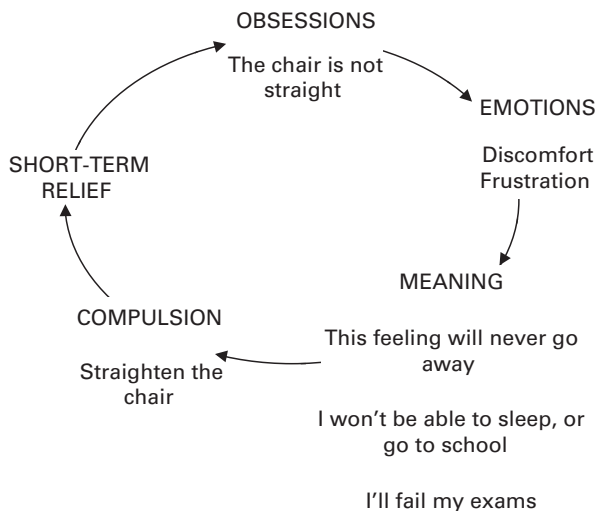 OBSESSIONS
The chair is not
straight
EMOTIONS
Discomfort
Frustration
MEANING
This feeling will never go
away
I won't be able to sleep, or
go to school
I'll fail my exams
COMPULSION
Straighten the
chair
SHORT-TERM
RELIEF